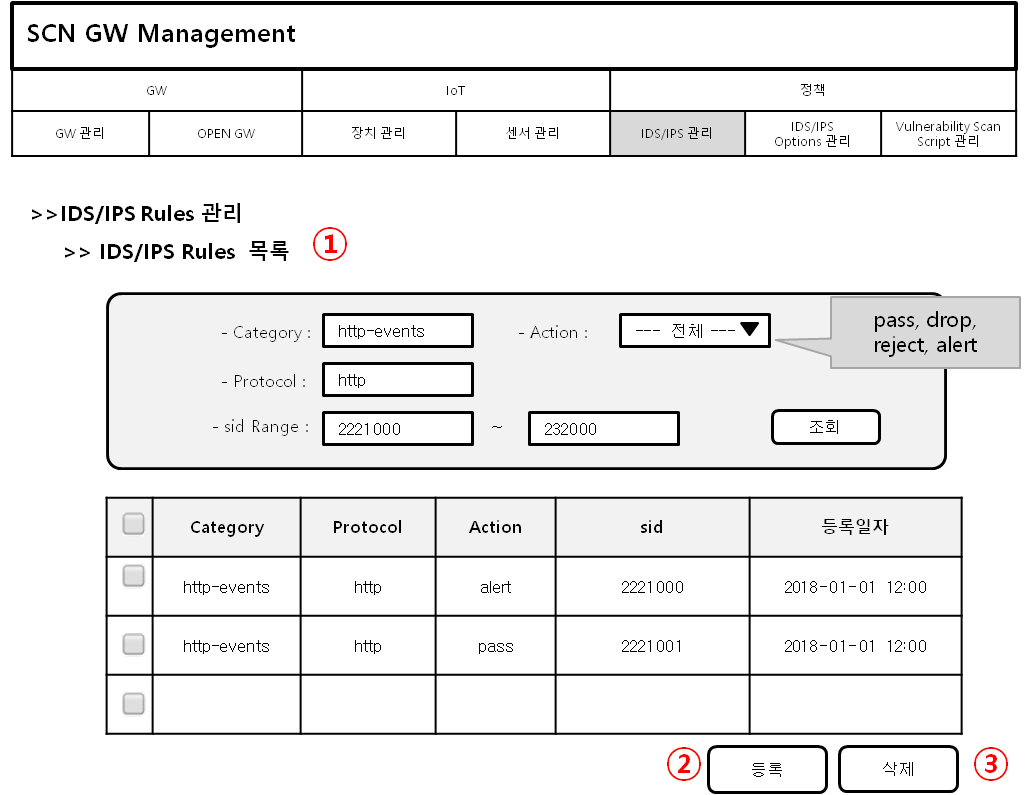 SCN GW Management
GW IoT 정책
GW 관리 OPEN GW 장치 관리 센서 관리 IDS/IPS 관리 IDS/IPS Options 관리 Vulnerability Scan Script 관리
>>IDS/IPS Rules 관리
>> IDS/IPS Rules 목록 ①
- Category : http-events - Action : --- 전체 ---▼
pass, drop,
reject, alert
- Protocol : http
- sid Range : 2221000 ~ 232000 조회
Category Protocol Action sid 등록일자
http-events http alert 2221000 2018-01-01 12:00
http-events http pass 2221001 2018-01-01 12:00
② 등록 삭제 ③